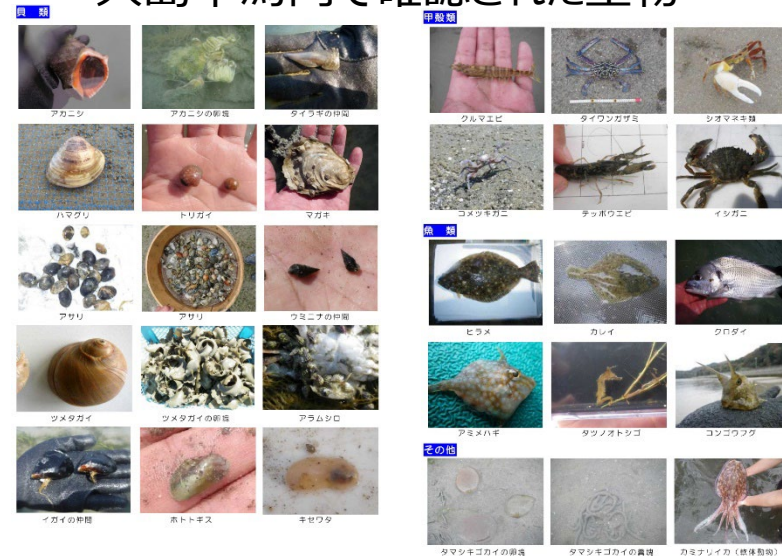 貝 類
アカニシ
アカニシの卵塊
タイラギの仲間
ハマグリ
トリガイ
マガキ
アサリ
アサリ
ウミニナの仲間
ツメタガイ
ツメタガイの卵塊
アラムシロ
イガイの仲間
ホトトギス
キセワタ
甲殻類
クルマエビ
タイワンガザミ
シオマネキ類
コメツキガニ
テッポウエビ
イシガニ
魚 類
ヒラメ
カレイ
クロダイ
アミメハギ
タツノオトシゴ
コンゴウフグ
その他
タマシキゴカイの卵塊
タマシキゴカイの糞塊
カミナリイカ（軟体動物）